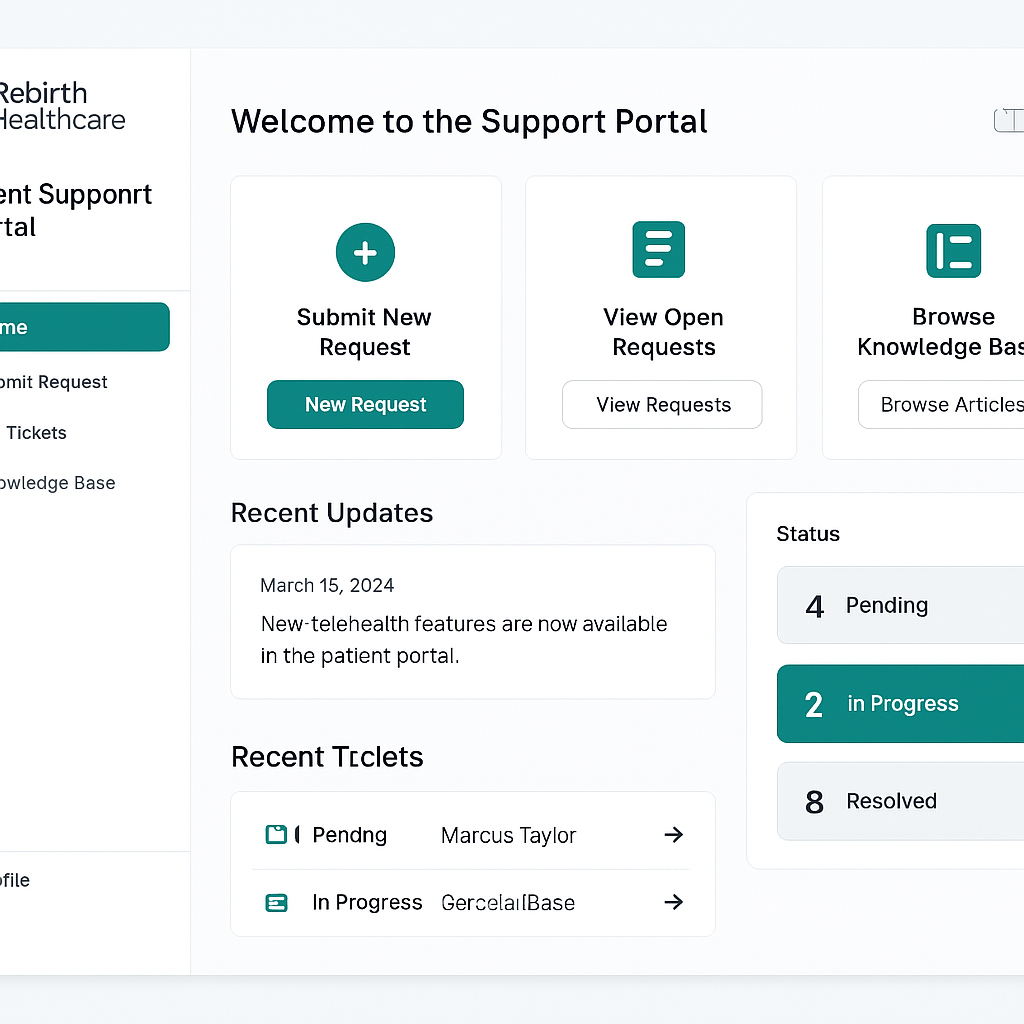 Rebirth
Healthcare
ent Supponrt
rtal
me
omit Request
Tickets
owledge Base
ofile
Welcome to the Support Portal
Submit New
Request
New Request
View Open
Requests
View Requests
Browse
Knowledge Bas
Browse Articles
Recent Updates
March 15, 2024
New-telehealth features are now available
in the patient portal.
Status
4 Pending
2 in Progress
8 Resolved
Recent
Pendng Marcus Taylor
In Progress